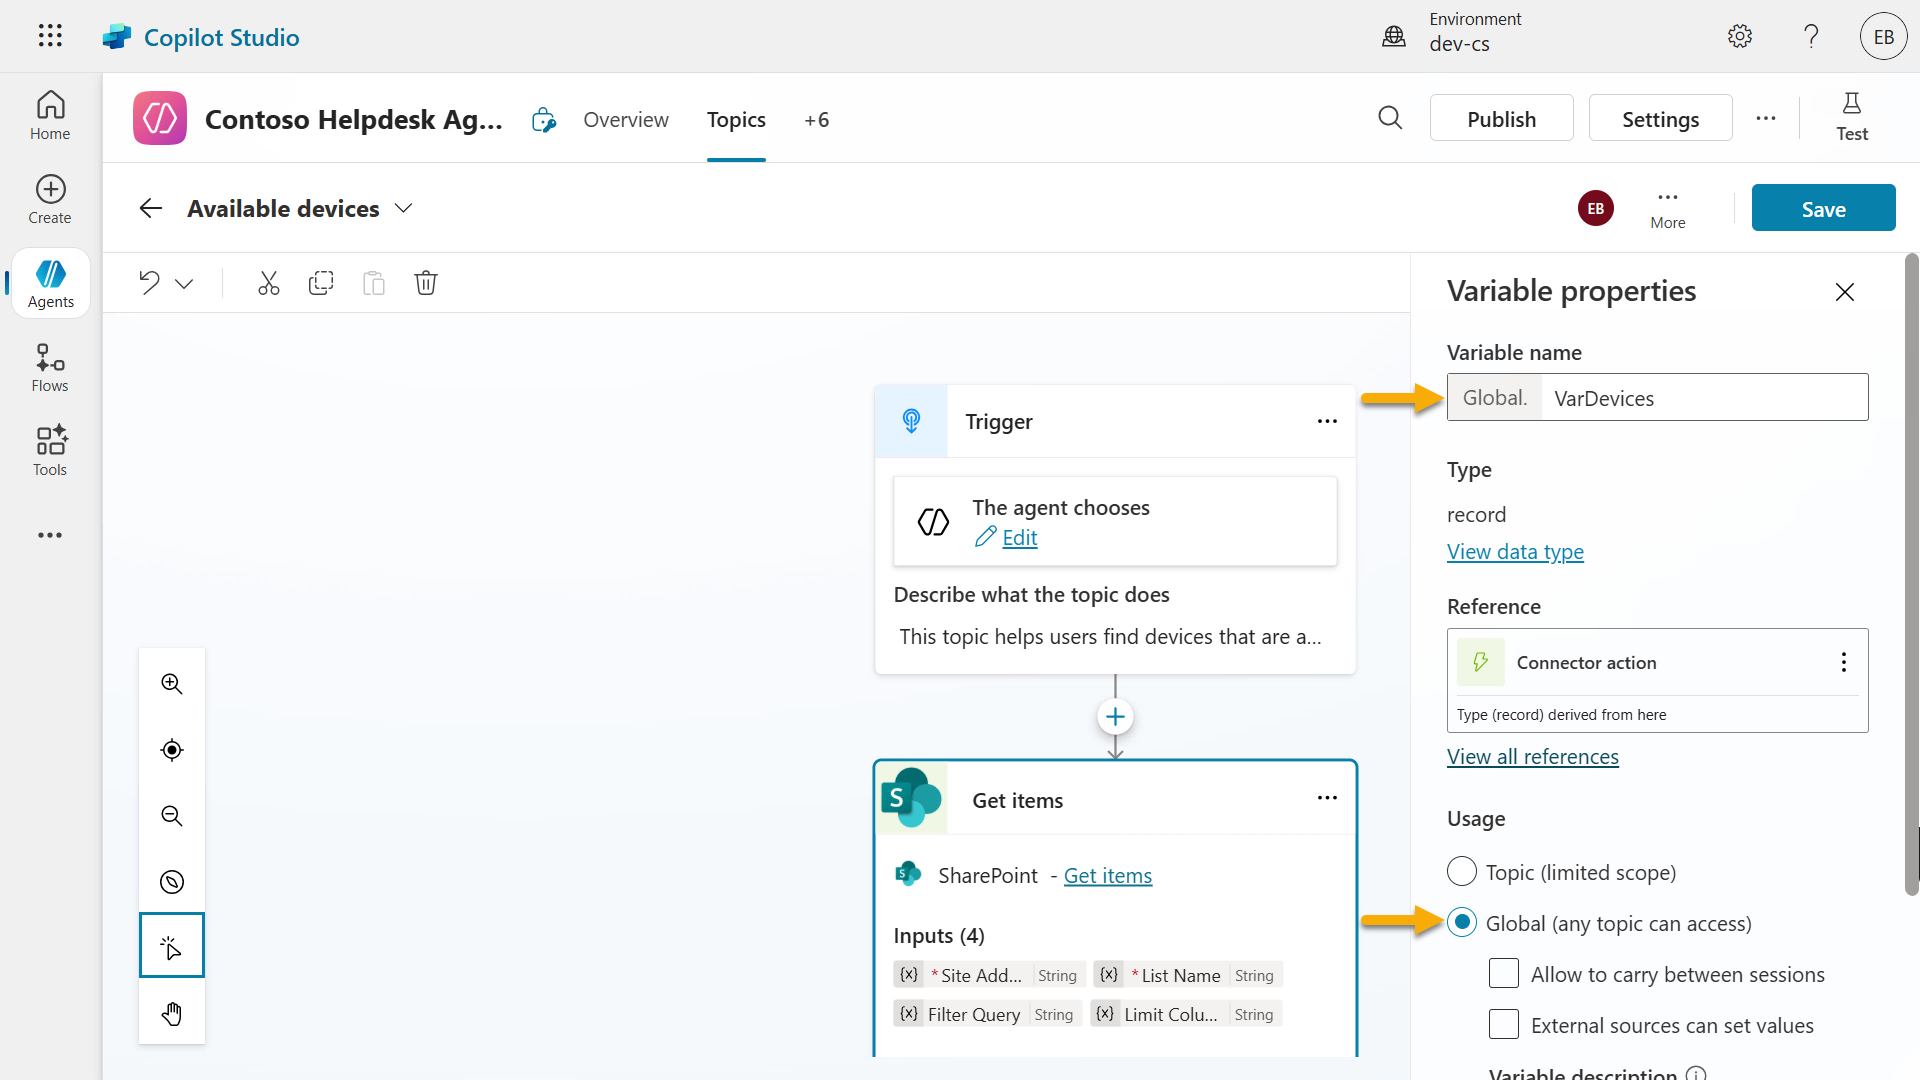 Copilot Studio
Environment
dev-cs
EB
Home
Create
Agents
Flows
Tools
Contoso Helpdesk Ag...
Overview
Topics
+6
Publish
Settings
Test
Available devices
EB
More
Save
Trigger
The agent chooses
Edit
Describe what the topic does
This topic helps users find devices that are a...
Get items
SharePoint - Get items
Inputs (4)
{x} *Site Add... String {x} *List Name String
{x} Filter Query String {x} Limit Colu... String
Variable properties
Variable name
Global. VarDevices
Type
record
View data type
Reference
Connector action
Type (record) derived from here
View all references
Usage
Topic (limited scope)
Global (any topic can access)
Allow to carry between sessions
External sources can set values
Variable description